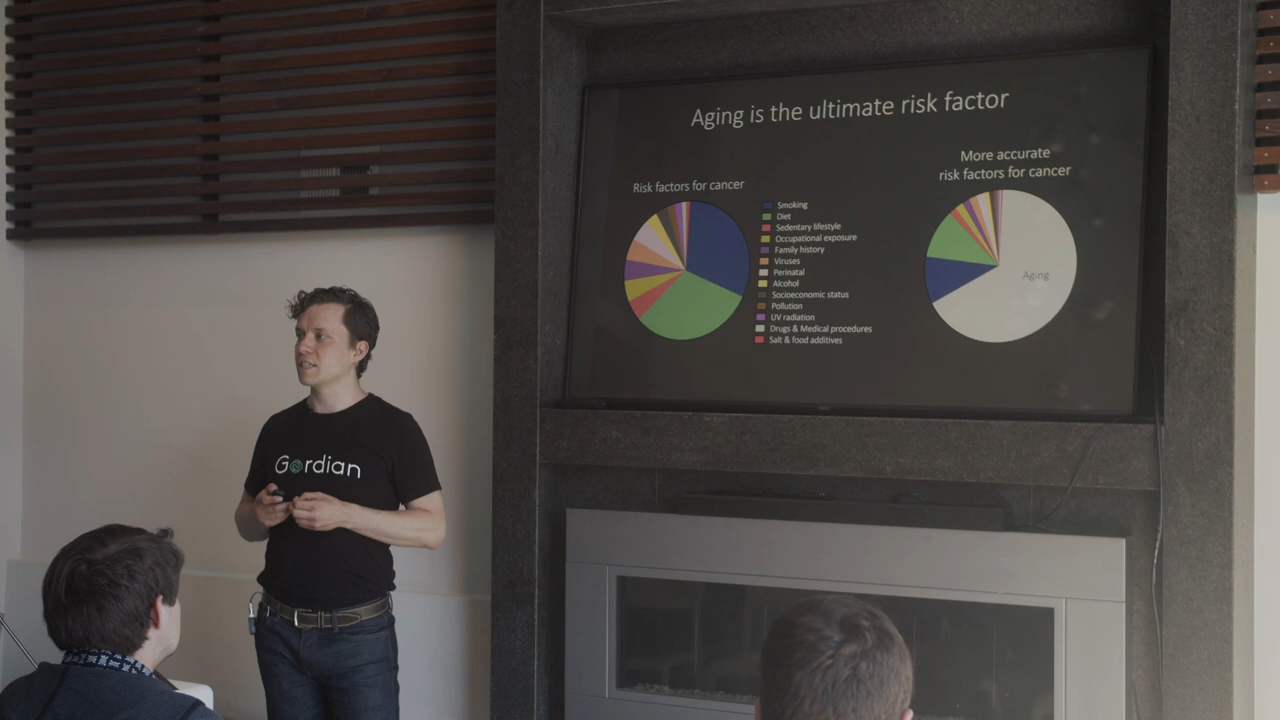 Aging is the ultimate risk factor
Risk factors for cancer
Smoking
Diet
Sedentary lifestyle
Occupational exposure
Family history
Viruses
Perinatal
Alcohol
Socioeconomic status
Pollution
UV radiation
Drugs & Medical procedures
Salt & food additives
More accurate
risk factors for cancer
Aging
Gordian